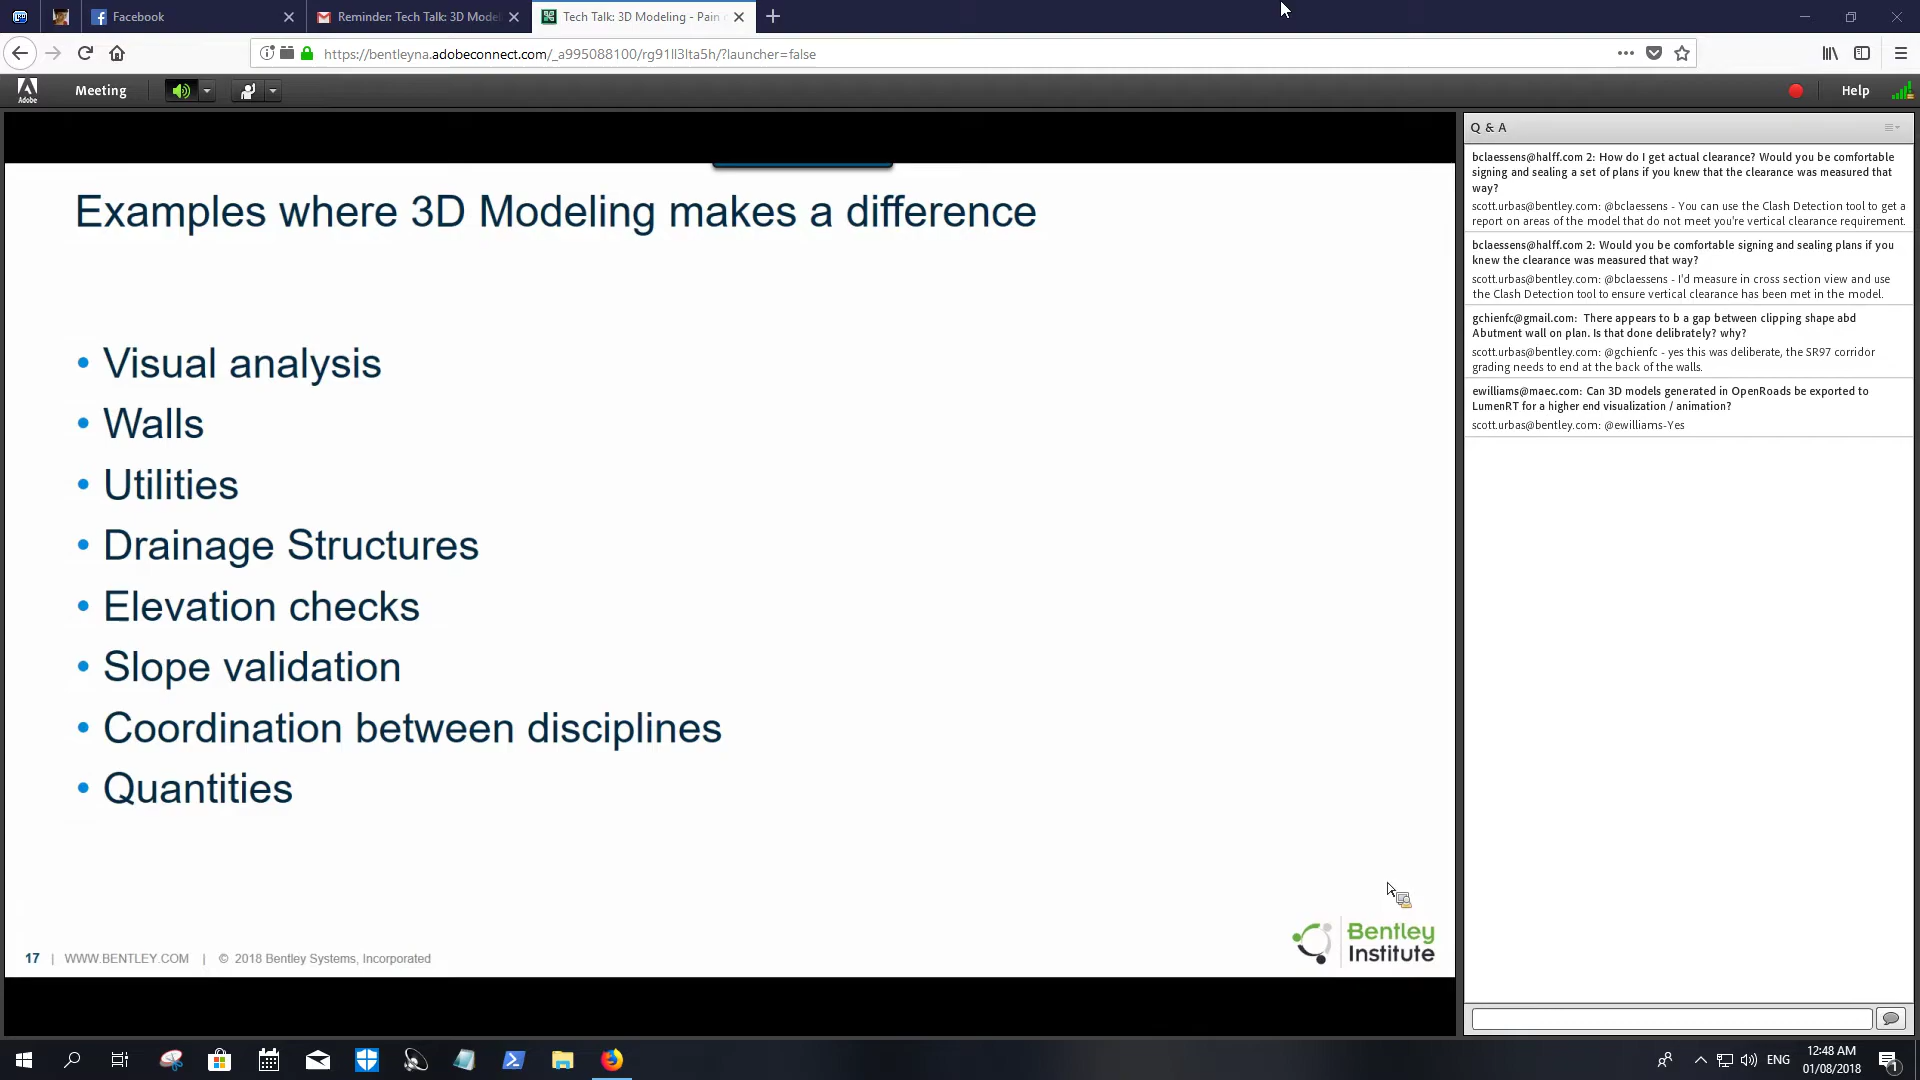 Facebook
Reminder: Tech Talk: 3D Model
Tech Talk: 3D Modeling - Pain
https://bentleyna.adobeconnect.com/_a995088100/rg91ll3lta5h/?launcher=false
Adobe
Meeting
Help
Examples where 3D Modeling makes a difference
• Visual analysis
• Walls
• Utilities
• Drainage Structures
• Elevation checks
• Slope validation
• Coordination between disciplines
• Quantities
17 | WWW.BENTLEY.COM | © 2018 Bentley Systems, Incorporated
Bentley
Institute
Q & A
bclaessens@halff.com 2: How do I get actual clearance? Would you be comfortable
signing and sealing a set of plans if you knew that the clearance was measured that
way?
scott.urbas@bentley.com: @bclaessens - You can use the Clash Detection tool to get a
report on areas of the model that do not meet you're vertical clearance requirement.
bclaessens@halff.com 2: Would you be comfortable signing and sealing plans if you
knew the clearance was measured that way?
scott.urbas@bentley.com: @bclaessens - I'd measure in cross section view and use
the Clash Detection tool to ensure vertical clearance has been met in the model.
gchienfc@gmail.com: There appears to b a gap between clipping shape abd
Abutment wall on plan. Is that done delibrately? why?
scott.urbas@bentley.com: @gchienfc - yes this was deliberate, the SR97 corridor
grading needs to end at the back of the walls.
ewilliams@maec.com: Can 3D models generated in OpenRoads be exported to
LumenRT for a higher end visualization / animation?
scott.urbas@bentley.com: @ewilliams-Yes
ENG
12:48 AM
01/08/2018
1